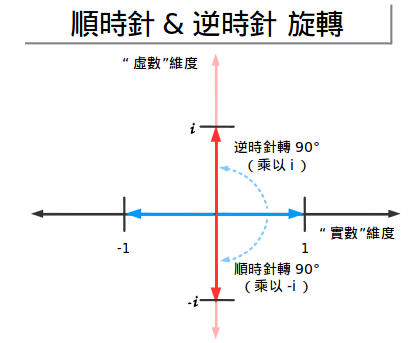 順時針 & 逆時針 旋轉
“ 虛數”維度
i
逆時針轉 90°
( 乘以 i )
“ 實數”維度
-1
1
順時針轉 90°
( 乘以 -i )
-i